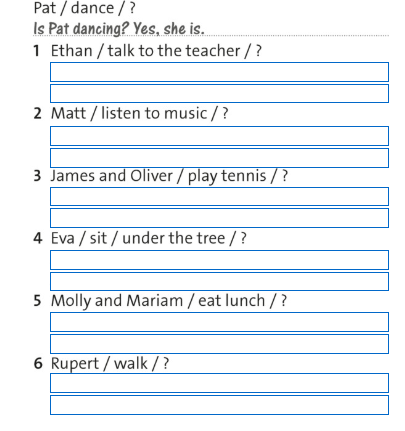 Pat / dance / ?
Is Pat dancing? Yes, she is.
1 Ethan / talk to the teacher / ?
2 Matt / listen to music / ?
3 James and Oliver / play tennis / ?
4 Eva / sit / under the tree / ?
5 Molly and Mariam / eat lunch / ?
6 Rupert / walk / ?